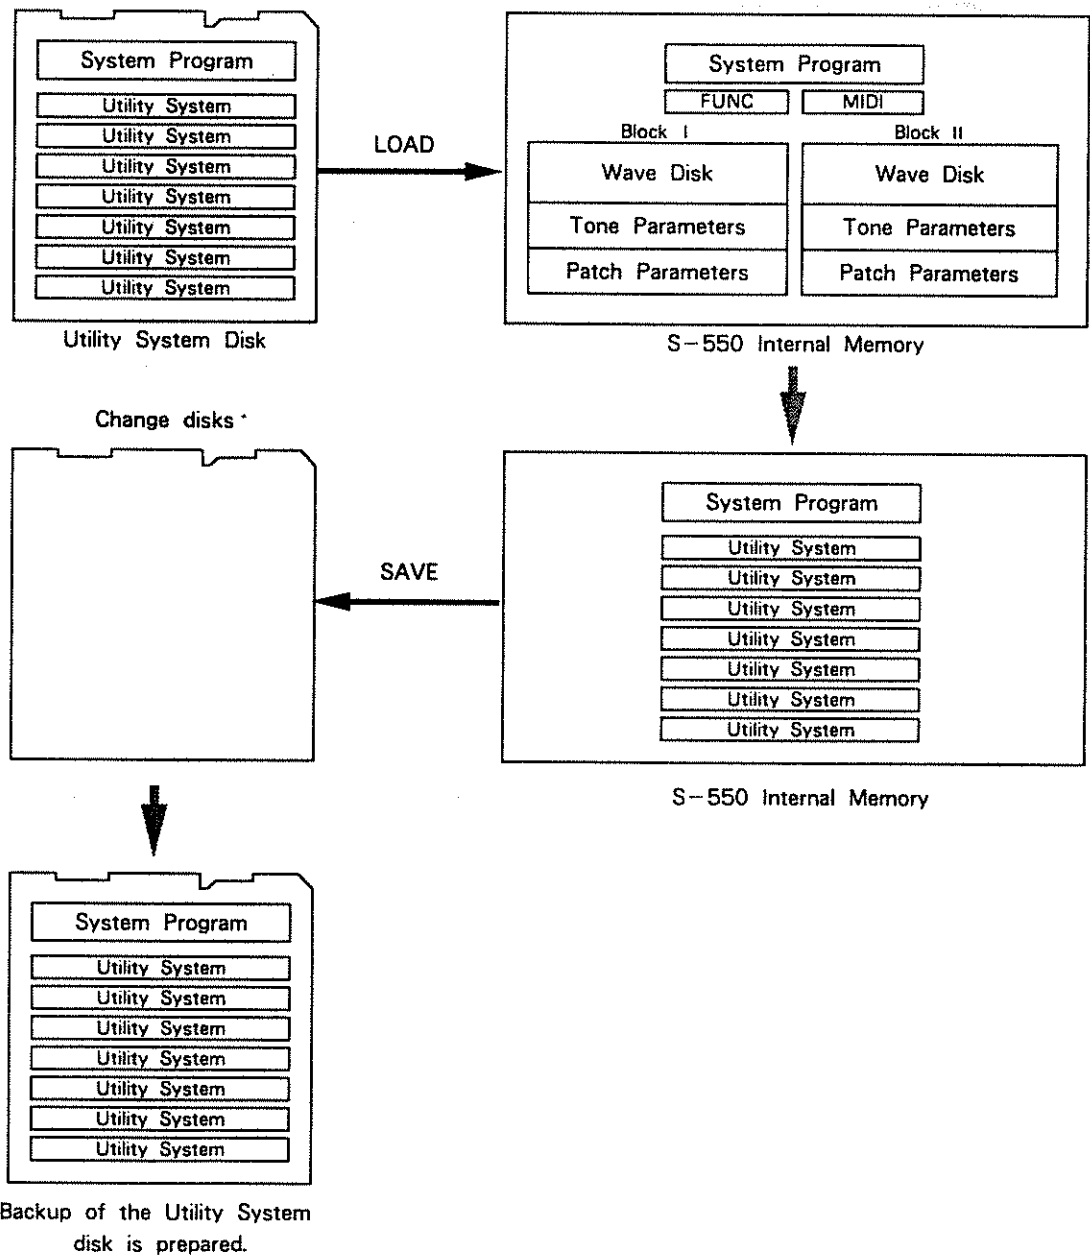 System Program
Utility System
Utility System
Utility System
Utility System
Utility System
Utility System
Utility System
Utility System Disk
LOAD
System Program
FUNC
MIDI
Block I
Block II
Wave Disk
Wave Disk
Tone Parameters
Tone Parameters
Patch Parameters
Patch Parameters
S-550 Internal Memory
Change disks
SAVE
System Program
Utility System
Utility System
Utility System
Utility System
Utility System
Utility System
Utility System
S-550 Internal Memory
System Program
Utility System
Utility System
Utility System
Utility System
Utility System
Utility System
Utility System
Backup of the Utility System
disk is prepared.